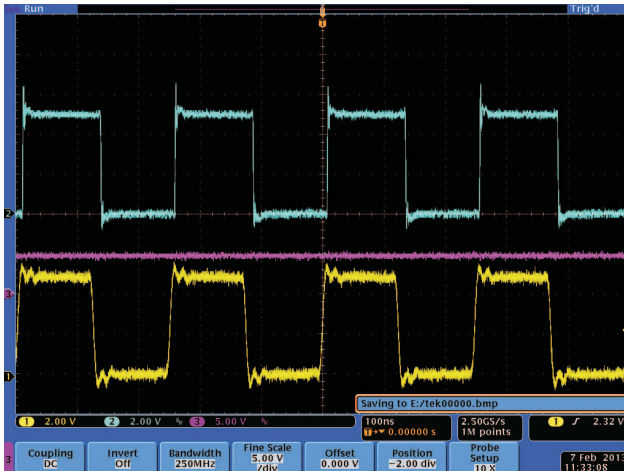 Run Trig'd
T
2
3
1
Saving to E:/tek00000.bmp
1 2.00 V 2 2.00 V 3 5.00 V 100ns 2.50GS/s 1 2.32 V
T 0.00000 s 1M points
3 Coupling DC Invert Off Bandwidth 250MHz Fine Scale 5.00 V /div Offset 0.000 V Position -2.00 div Probe Setup 10 X
7 Feb 2013
11:33:08